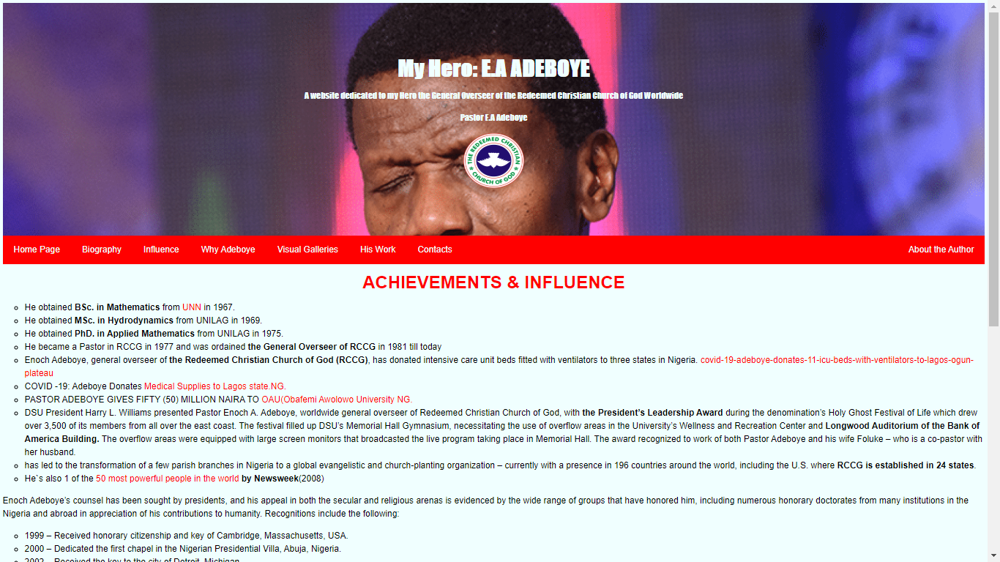 My Hero: E.A ADEBOYE
A website dedicated to my Hero the General Overseer of the Redeemed Christian Church of God Worldwide
Pastor E.A Adeboye
THE REDEEMED CHRISTIAN
CHURCH OF GOD
Home Page Biography Influence Why Adeboye Visual Galleries His Work Contacts About the Author
ACHIEVEMENTS & INFLUENCE
He obtained BSc. in Mathematics from UNN in 1967.
He obtained MSc. in Hydrodynamics from UNILAG in 1969.
He obtained PhD. in Applied Mathematics from UNILAG in 1975.
He became a Pastor in RCCG in 1977 and was ordained the General Overseer of RCCG in 1981 till today
Enoch Adeboye, general overseer of the Redeemed Christian Church of God (RCCG), has donated intensive care unit beds fitted with ventilators to three states in Nigeria. covid-19-adeboye-donates-11-icu-beds-with-ventilators-to-lagos-ogun-
plateau
COVID -19: Adeboye Donates Medical Supplies to Lagos state.NG.
PASTOR ADEBOYE GIVES FIFTY (50) MILLION NAIRA TO OAU(Obafemi Awolowo University NG.
DSU President Harry L. Williams presented Pastor Enoch A. Adeboye, worldwide general overseer of Redeemed Christian Church of God, with the President’s Leadership Award during the denomination’s Holy Ghost Festival of Life which drew
over 3,500 of its members from all over the east coast. The festival filled up DSU’s Memorial Hall Gymnasium, necessitating the use of overflow areas in the University’s Wellness and Recreation Center and Longwood Auditorium of the Bank of
America Building. The overflow areas were equipped with large screen monitors that broadcasted the live program taking place in Memorial Hall. The award recognized to work of both Pastor Adeboye and his wife Foluke – who is a co-pastor with
her husband.
has led to the transformation of a few parish branches in Nigeria to a global evangelistic and church-planting organization – currently with a presence in 196 countries around the world, including the U.S. where RCCG is established in 24 states.
He`s also 1 of the 50 most powerful people in the world by Newsweek(2008)
Enoch Adeboye’s counsel has been sought by presidents, and his appeal in both the secular and religious arenas is evidenced by the wide range of groups that have honored him, including numerous honorary doctorates from many institutions in the
Nigeria and abroad in appreciation of his contributions to humanity. Recognitions include the following:
1999 – Received honorary citizenship and key of Cambridge, Massachusetts, USA.
2000 – Dedicated the first chapel in the Nigerian Presidential Villa, Abuja, Nigeria.
2002 – Received the key to the city of Detroit, Michigan